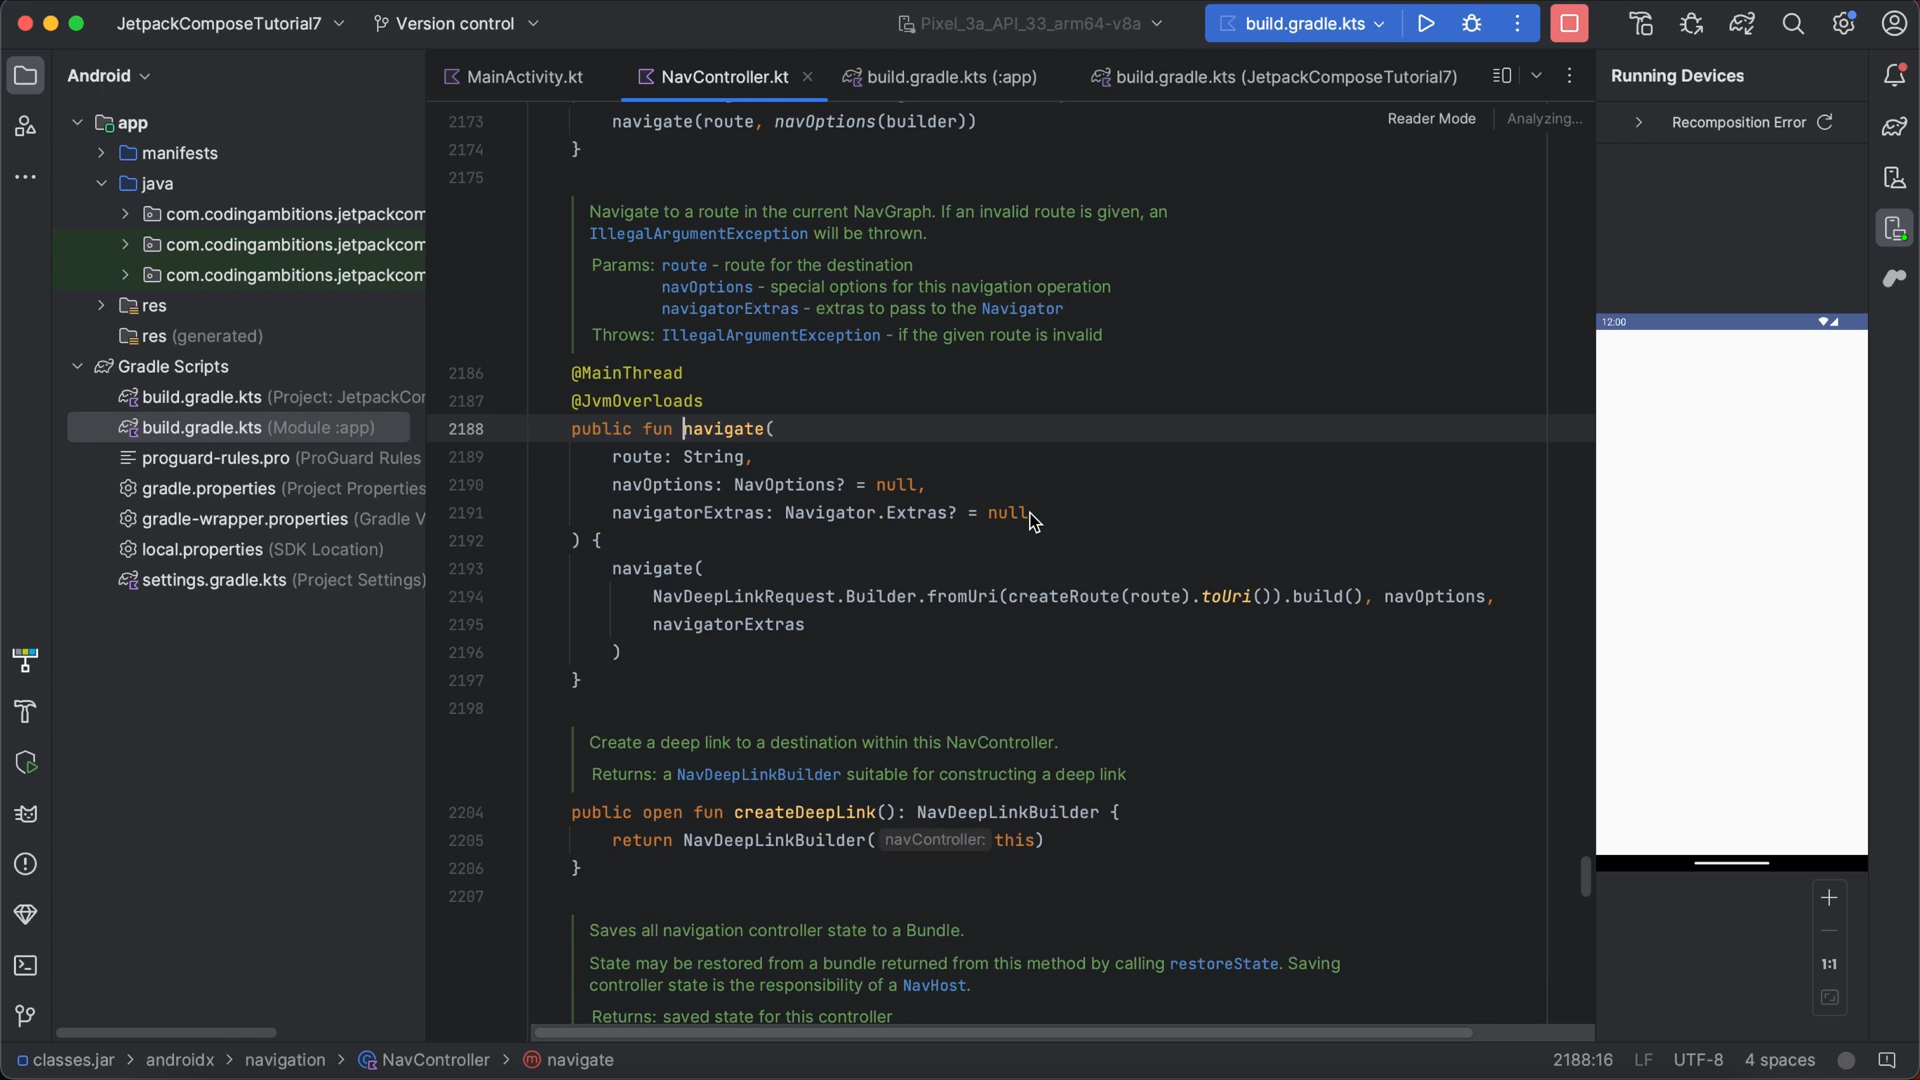 JetpackComposeTutorial7
Version control
Pixel_3a_API_33_arm64-v8a
build.gradle.kts
Android
MainActivity.kt
NavController.kt
build.gradle.kts (:app)
build.gradle.kts (JetpackComposeTutorial7)
Running Devices
Reader Mode
Analyzing...
Recomposition Error
app
manifests
java
com.codingambitions.jetpackcom
com.codingambitions.jetpackcom
com.codingambitions.jetpackcom
res
res (generated)
Gradle Scripts
build.gradle.kts (Project: JetpackCor
build.gradle.kts (Module :app)
proguard-rules.pro (ProGuard Rules
gradle.properties (Project Properties
gradle-wrapper.properties (Gradle V
local.properties (SDK Location)
settings.gradle.kts (Project Settings)
2173 navigate(route, navOptions(builder))
2174 }
2175
Navigate to a route in the current NavGraph. If an invalid route is given, an
IllegalArgumentException will be thrown.
Params: route - route for the destination
navOptions - special options for this navigation operation
navigatorExtras - extras to pass to the Navigator
Throws: IllegalArgumentException - if the given route is invalid
2186 @MainThread
2187 @JvmOverloads
2188 public fun navigate(
2189 route: String,
2190 navOptions: NavOptions? = null,
2191 navigatorExtras: Navigator.Extras? = null
2192 ) {
2193 navigate(
2194 NavDeepLinkRequest.Builder.fromUri(createRoute(route).toUri()).build(), navOptions,
2195 navigatorExtras
2196 )
2197 }
2198
Create a deep link to a destination within this NavController.
Returns: a NavDeepLinkBuilder suitable for constructing a deep link
2204 public open fun createDeepLink(): NavDeepLinkBuilder {
2205 return NavDeepLinkBuilder( navController: this)
2206 }
2207
Saves all navigation controller state to a Bundle.
State may be restored from a bundle returned from this method by calling restoreState. Saving
controller state is the responsibility of a NavHost.
Returns: saved state for this controller
12:00
1:1
classes.jar > androidx > navigation > NavController > navigate
2188:16 LF UTF-8 4 spaces